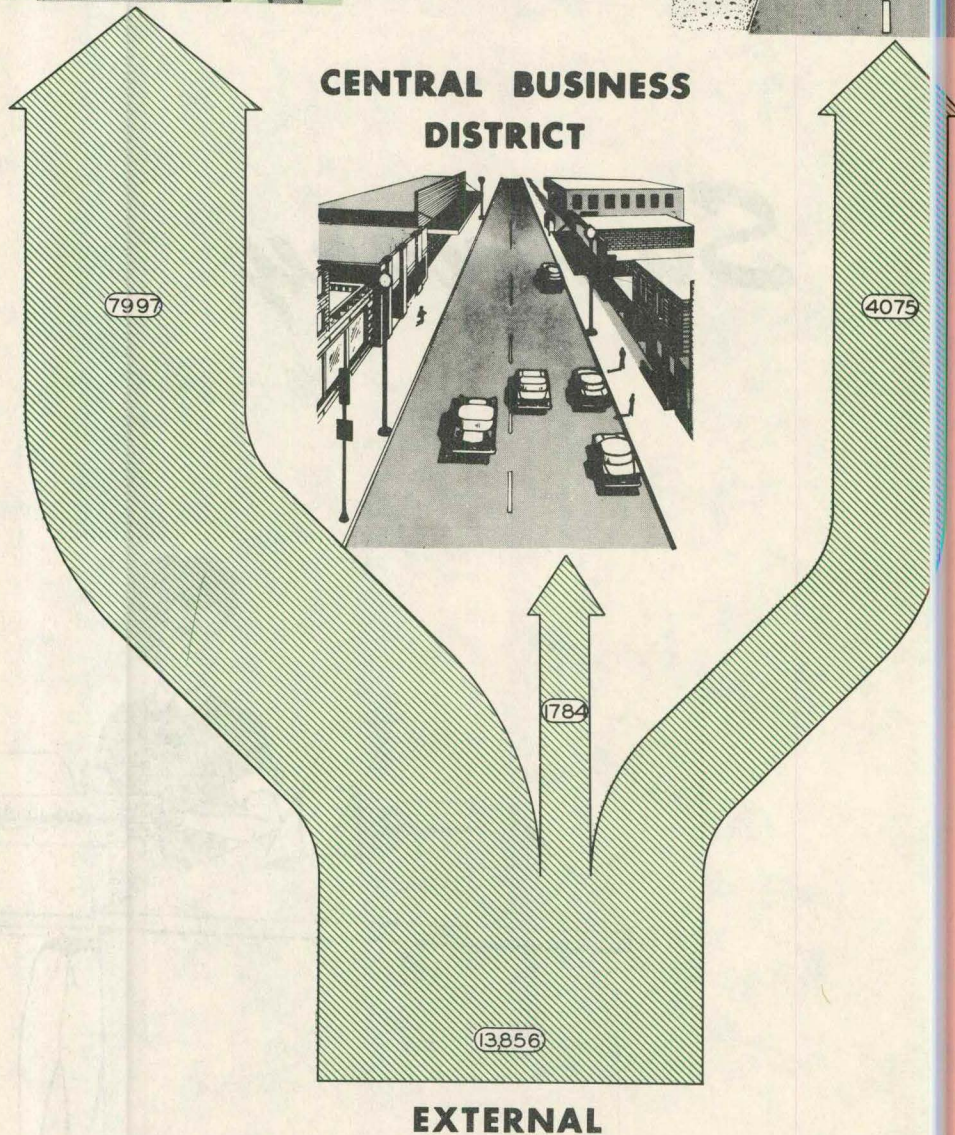 CENTRAL BUSINESS
DISTRICT
7997
4075
1784
13,856
EXTERNAL